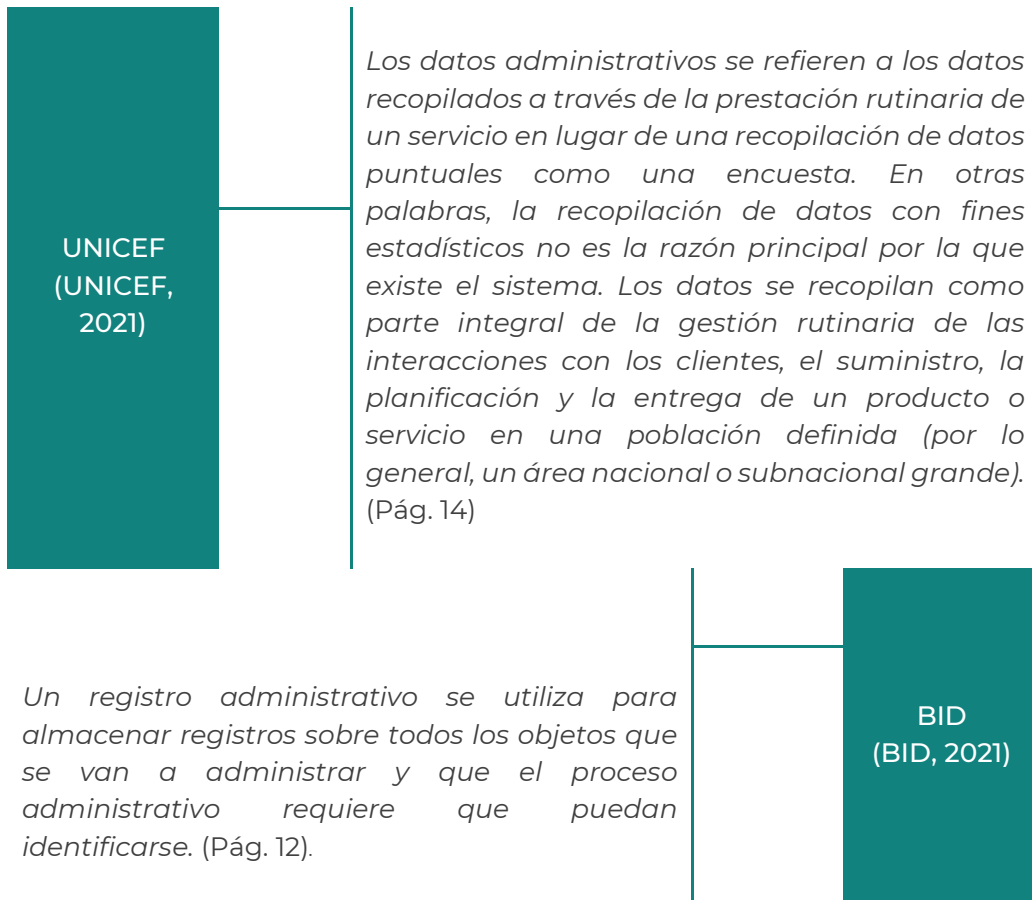 UNICEF
(UNICEF,
2021)
Los datos administrativos se refieren a los datos
recopilados a través de la prestación rutinaria de
un servicio en lugar de una recopilación de datos
puntuales como una encuesta. En otras
palabras, la recopilación de datos con fines
estadísticos no es la razón principal por la que
existe el sistema. Los datos se recopilan como
parte integral de la gestión rutinaria de las
interacciones con los clientes, el suministro, la
planificación y la entrega de un producto o
servicio en una población definida (por lo
general, un área nacional o subnacional grande).
(Pág. 14)
Un registro administrativo se utiliza para
almacenar registros sobre todos los objetos que
se van a administrar y que el proceso
administrativo requiere que puedan
identificarse. (Pág. 12).
BID
(BID, 2021)